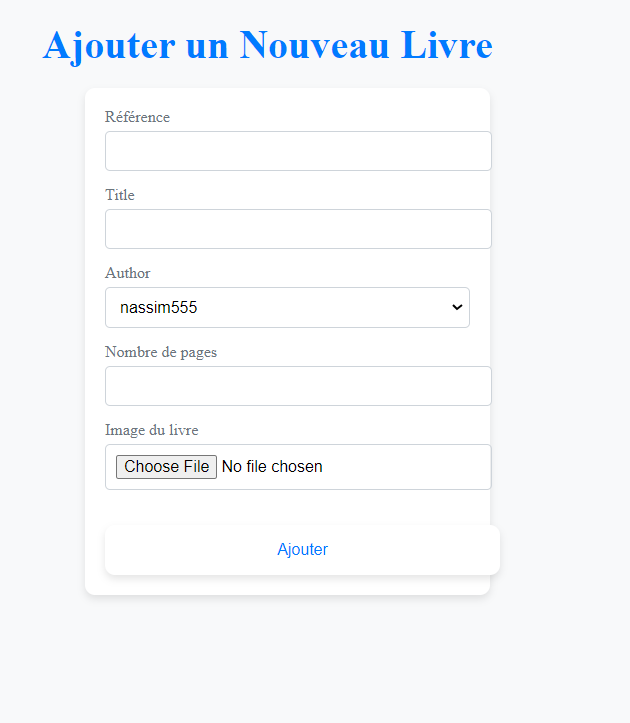 Ajouter un Nouveau Livre
Référence
Title
Author
nassim555
Nombre de pages
Image du livre
Choose File No file chosen
Ajouter